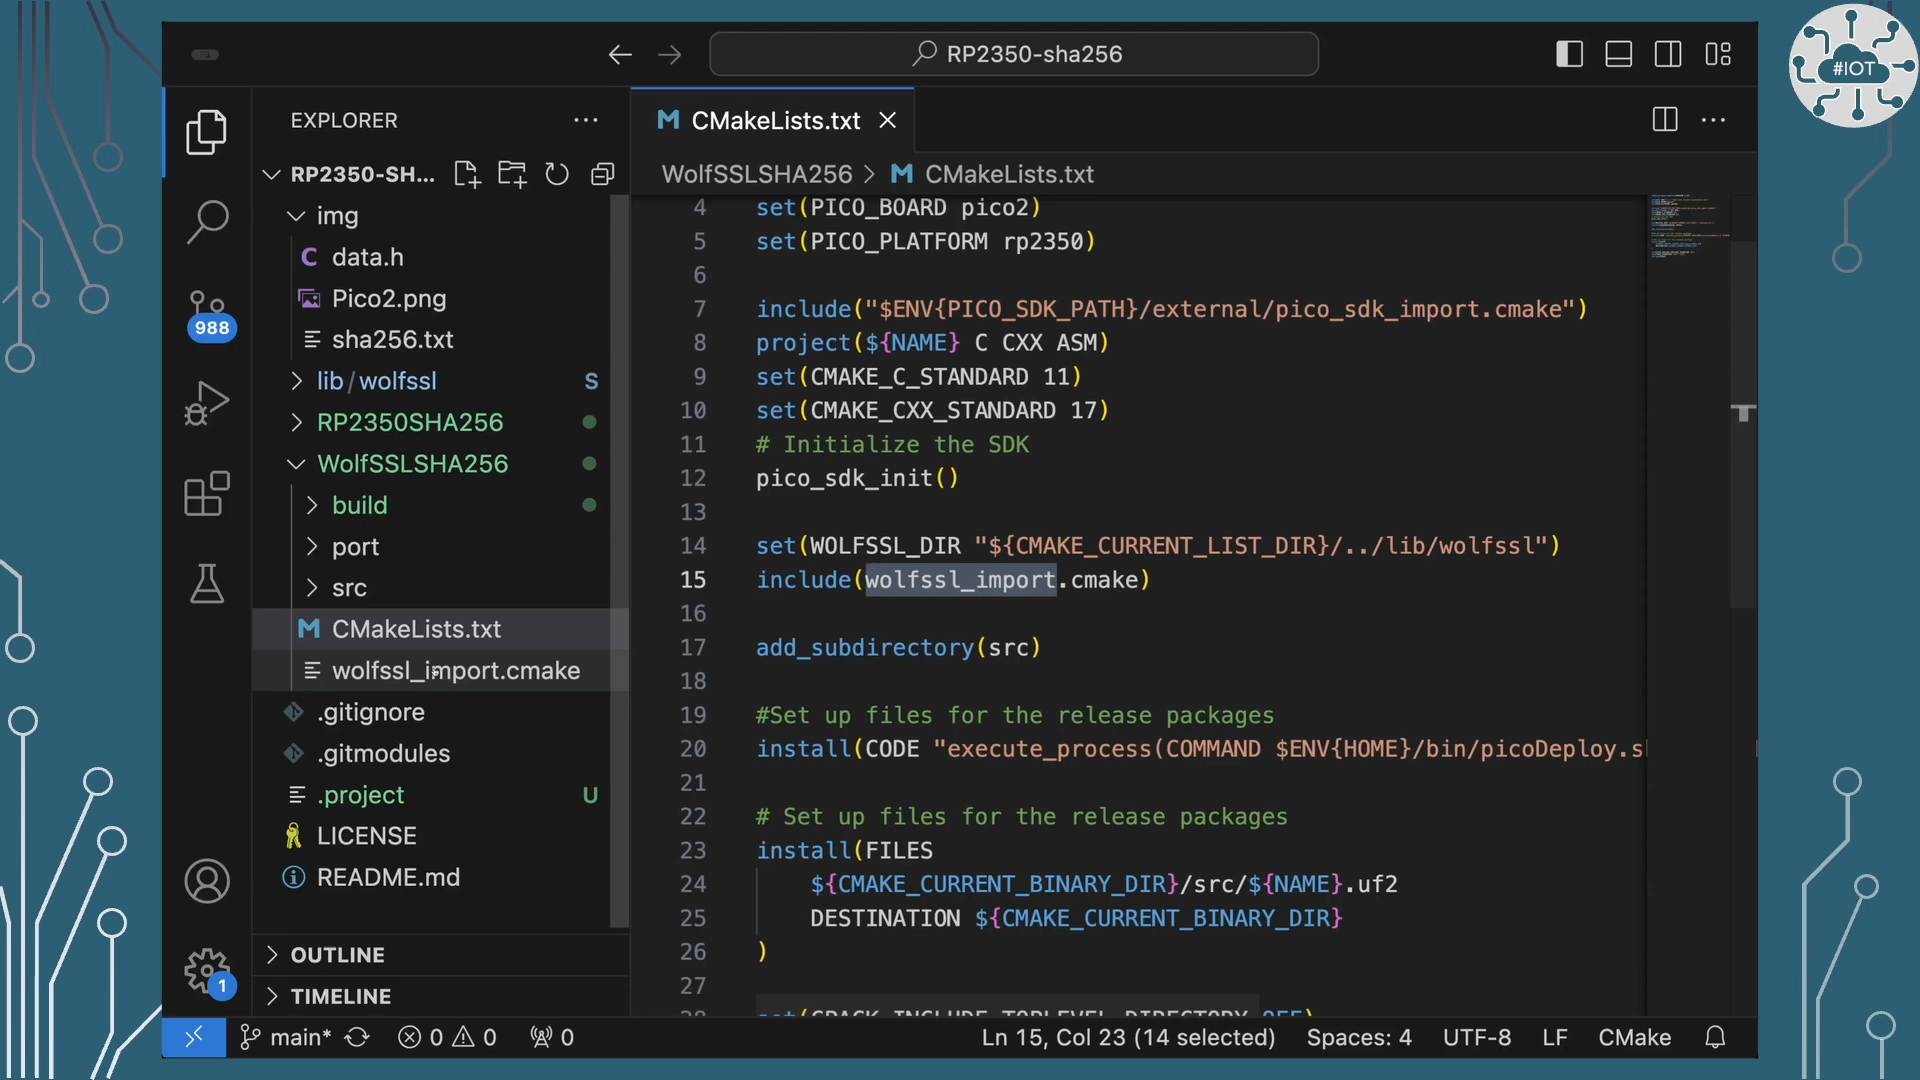 #IOT
RP2350-sha256
EXPLORER
RP2350-SH...
img
data.h
Pico2.png
sha256.txt
lib/wolfssl S
RP2350SHA256
WolfSSLSHA256
build
port
src
CMakeLists.txt
wolfssl_import.cmake
.gitignore
.gitmodules
.project U
LICENSE
README.md
OUTLINE
TIMELINE
988
1
CMakeLists.txt
WolfSSLSHA256 > CMakeLists.txt
4 set(PICO_BOARD pico2)
5 set(PICO_PLATFORM rp2350)
6
7 include("$ENV{PICO_SDK_PATH}/external/pico_sdk_import.cmake")
8 project(${NAME} C CXX ASM)
9 set(CMAKE_C_STANDARD 11)
10 set(CMAKE_CXX_STANDARD 17)
11 # Initialize the SDK
12 pico_sdk_init()
13
14 set(WOLFSSL_DIR "${CMAKE_CURRENT_LIST_DIR}/../lib/wolfssl")
15 include(wolfssl_import.cmake)
16
17 add_subdirectory(src)
18
19 #Set up files for the release packages
20 install(CODE "execute_process(COMMAND $ENV{HOME}/bin/picoDeploy.s
21
22 # Set up files for the release packages
23 install(FILES
24 ${CMAKE_CURRENT_BINARY_DIR}/src/${NAME}.uf2
25 DESTINATION ${CMAKE_CURRENT_BINARY_DIR}
26 )
27
28 set(CPACK_INCLUDE_TOPLEVEL_DIRECTORY OFF)
main* 0 0 0 Ln 15, Col 23 (14 selected) Spaces: 4 UTF-8 LF CMake